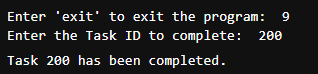 Enter 'exit' to exit the program:  9
Enter the Task ID to complete:  200
Task 200 has been completed.